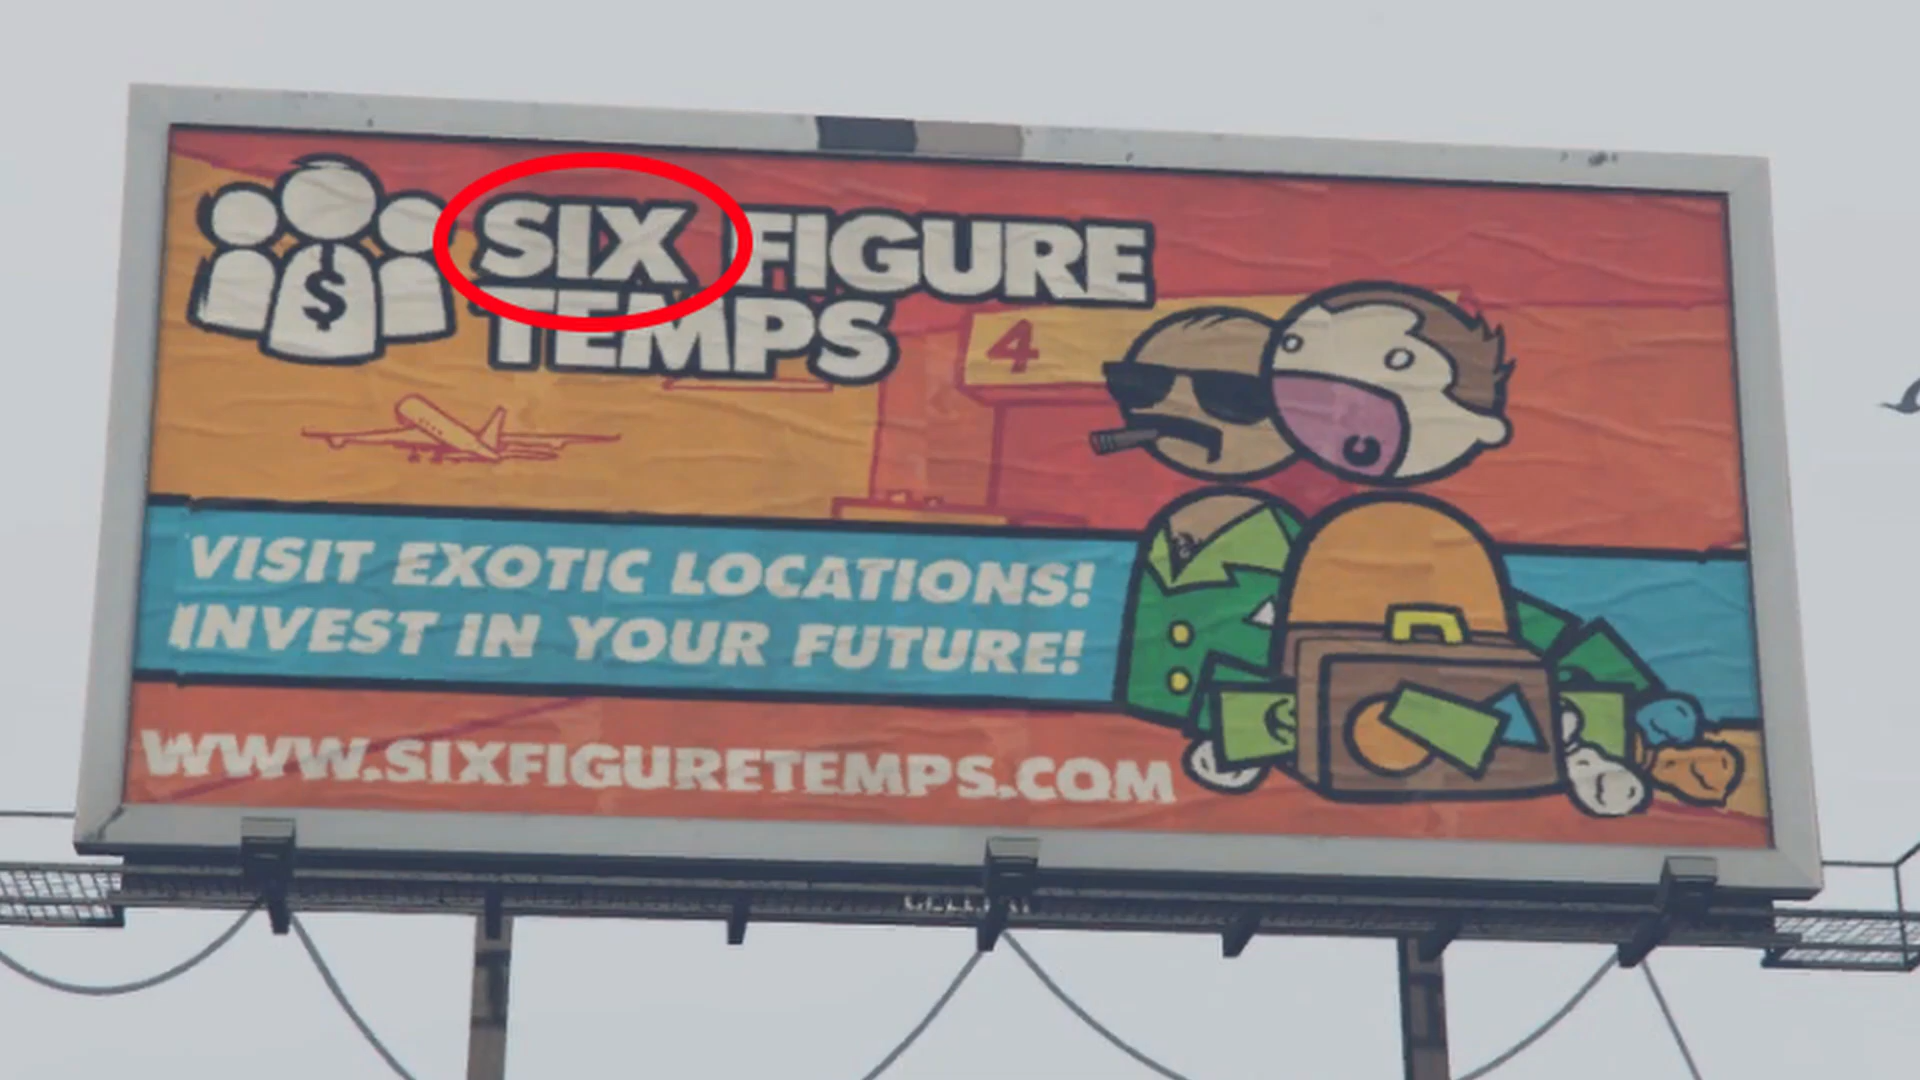 SIX FIGURE
TEMPS
$
4
VISIT EXOTIC LOCATIONS!
INVEST IN YOUR FUTURE!
WWW.SIXFIGURETEMPS.COM